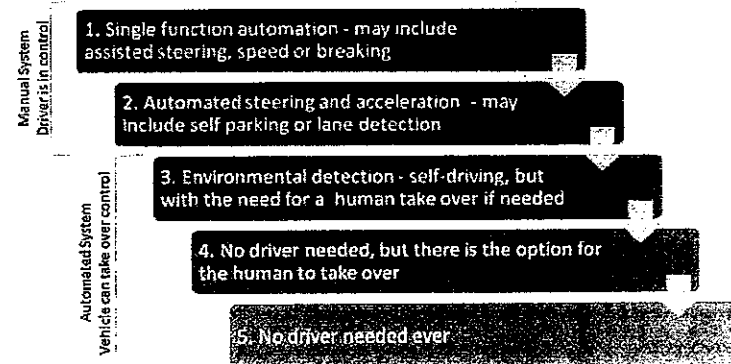 Manual System
Driver is in control
1. Single function automation - may include
assisted steering, speed or breaking
2. Automated steering and acceleration - may
include self parking or lane detection
Automated System
Vehicle can take over control
3. Environmental detection - self-driving, but
with the need for a human take over if needed
4. No driver needed, but there is the option for
the human to take over
5. No driver needed ever